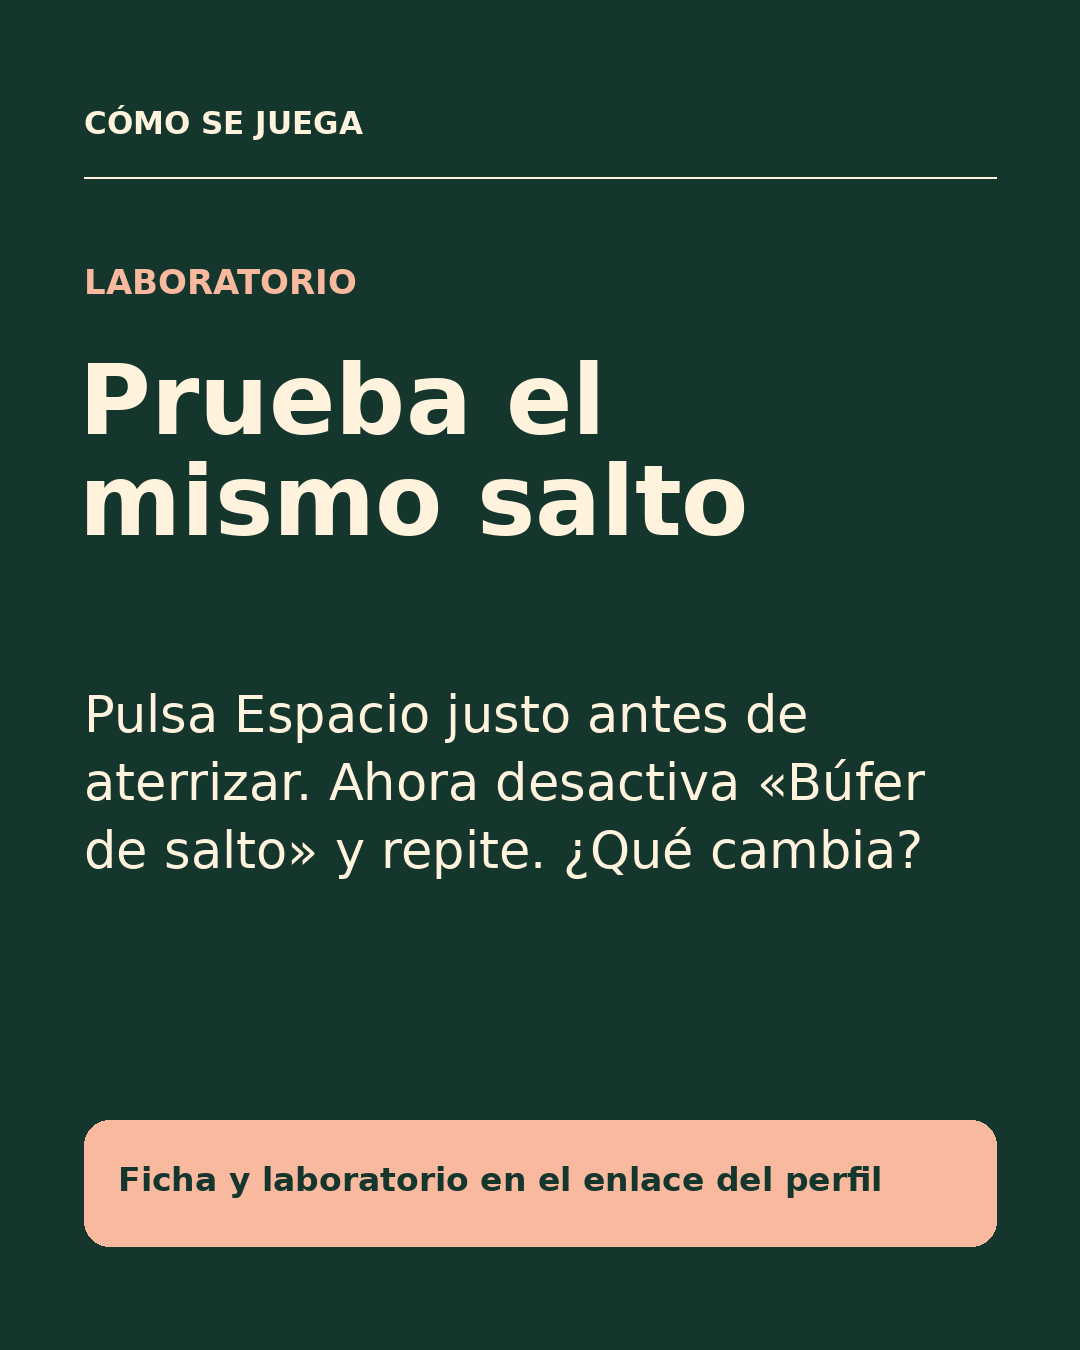 CÓMO SE JUEGA
LABORATORIO
Prueba el
mismo salto
Pulsa Espacio justo antes de
aterrizar. Ahora desactiva «Búfer
de salto» y repite. ¿Qué cambia?
Ficha y laboratorio en el enlace del perfil